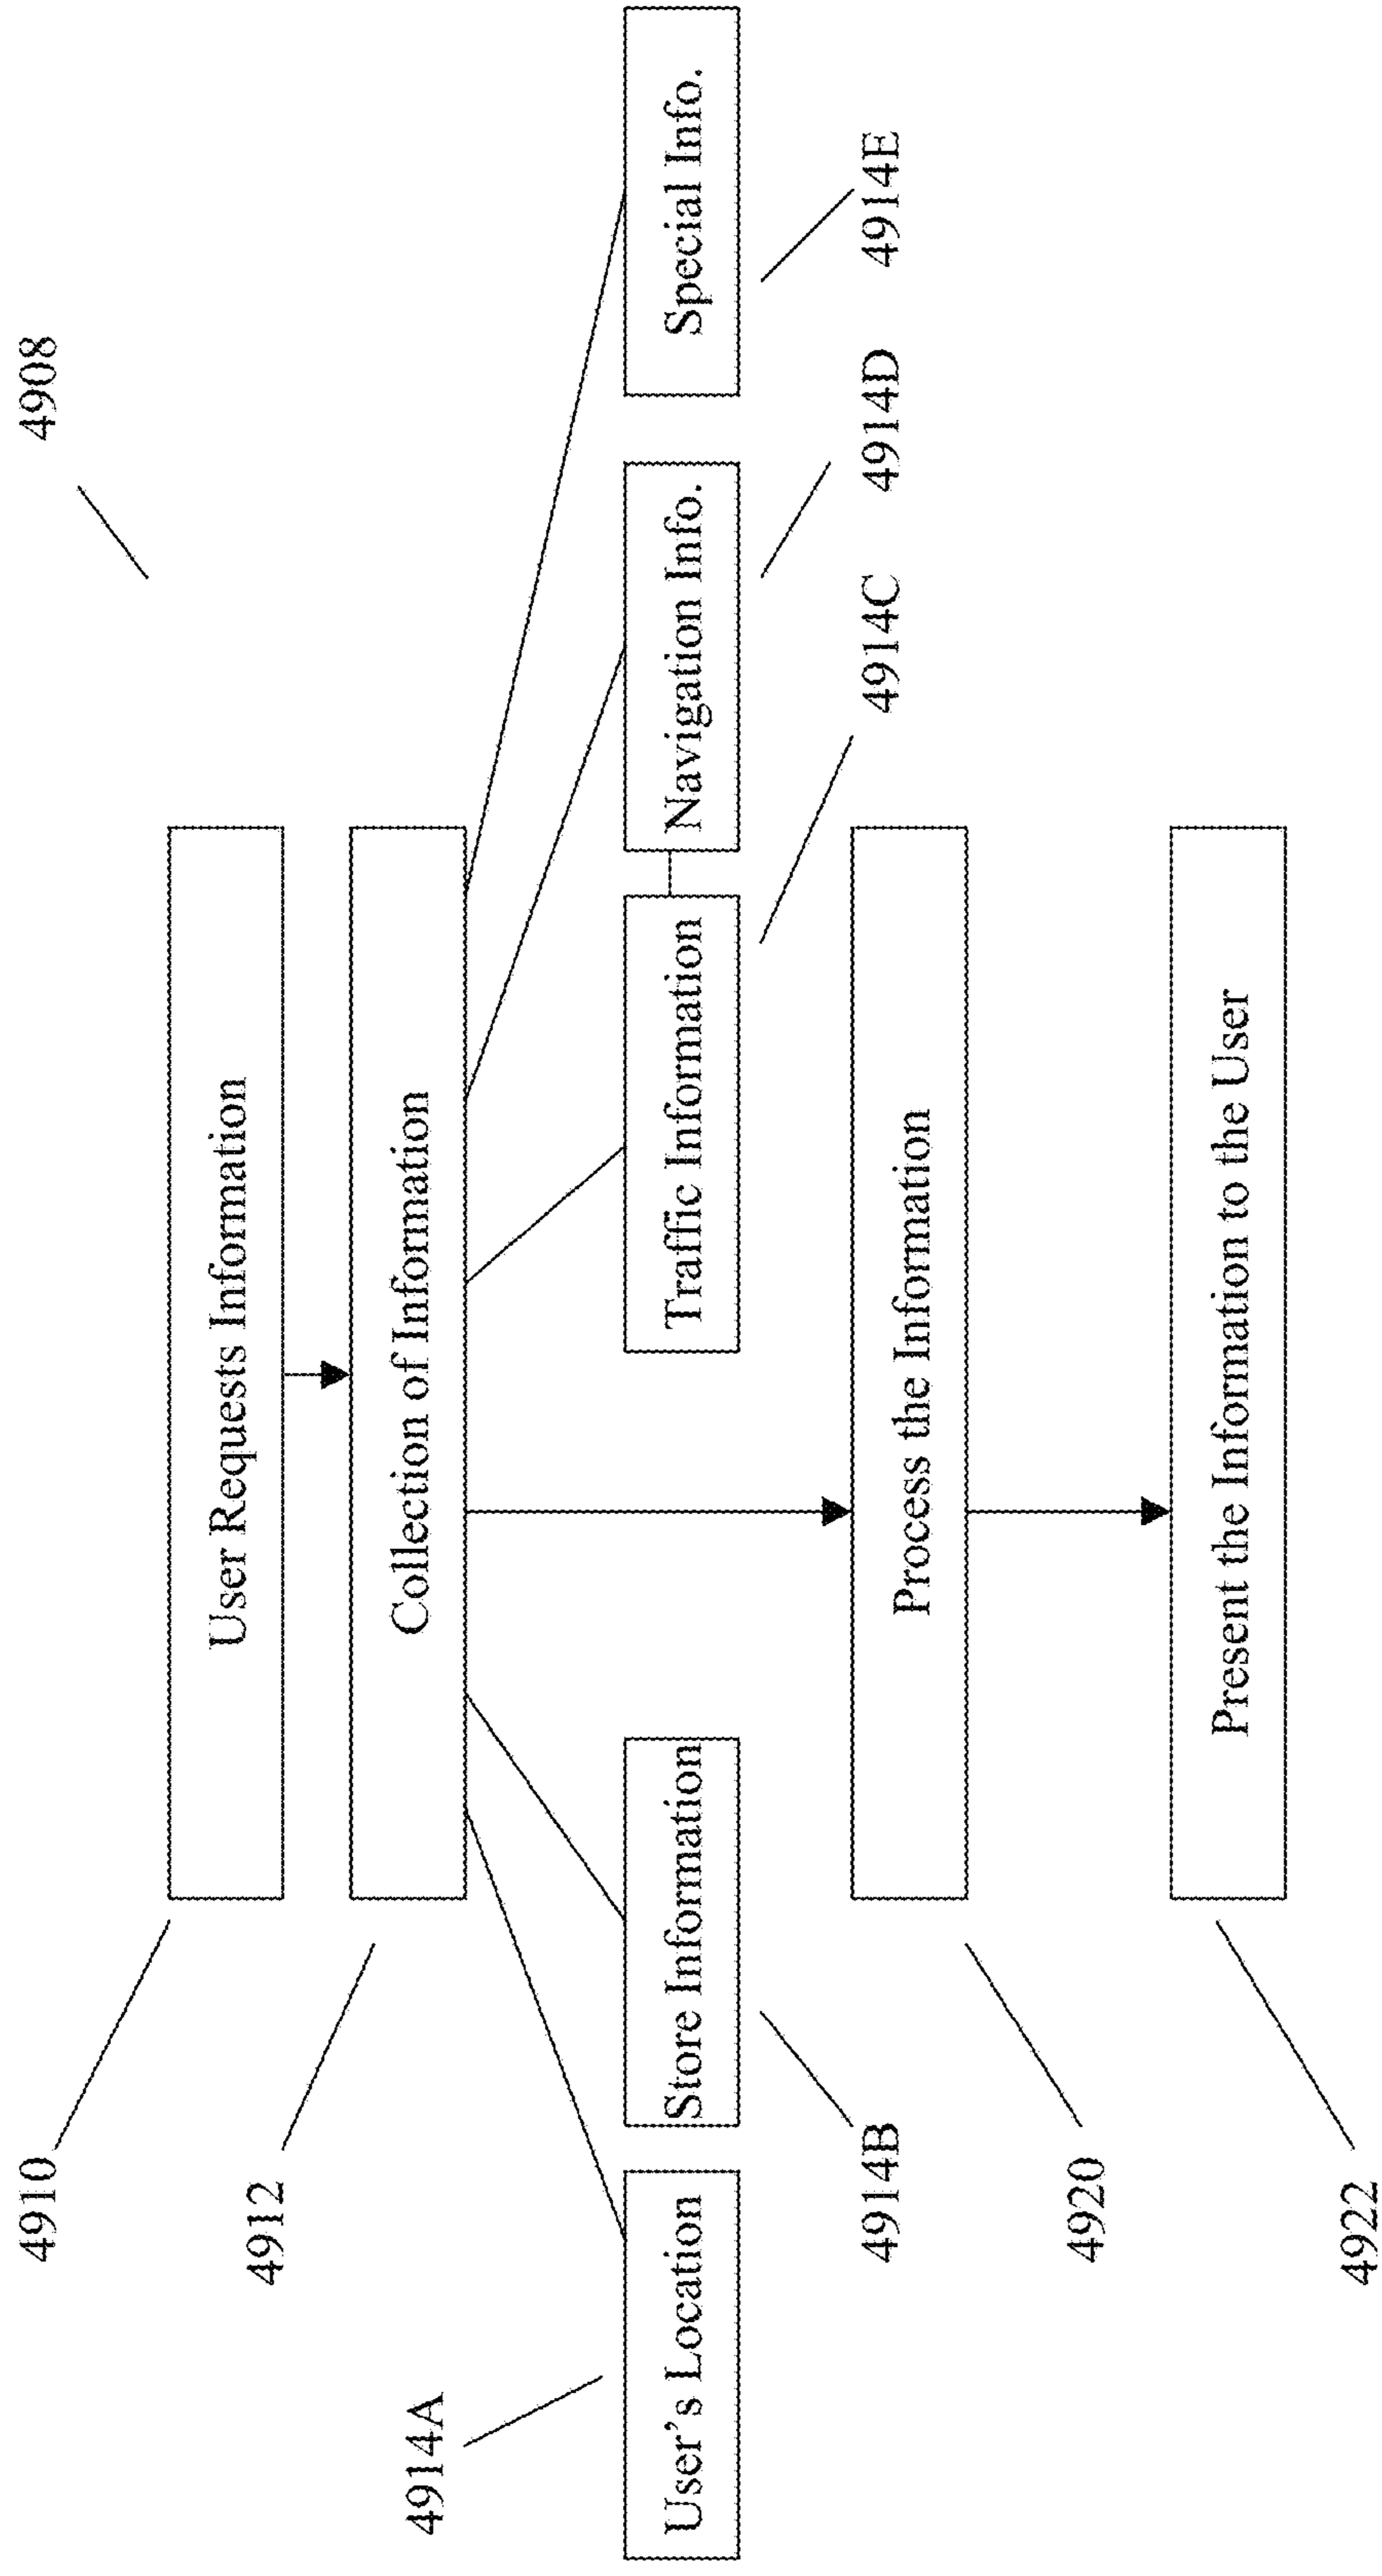 4908
4910
User Requests Information
4912
Collection of Information
4914A
User's Location
Store Information
Traffic Information
Navigation Info.
Special Info.
4914B
4914C
4914D
4914E
Process the Information
4920
Present the Information to the User
4922